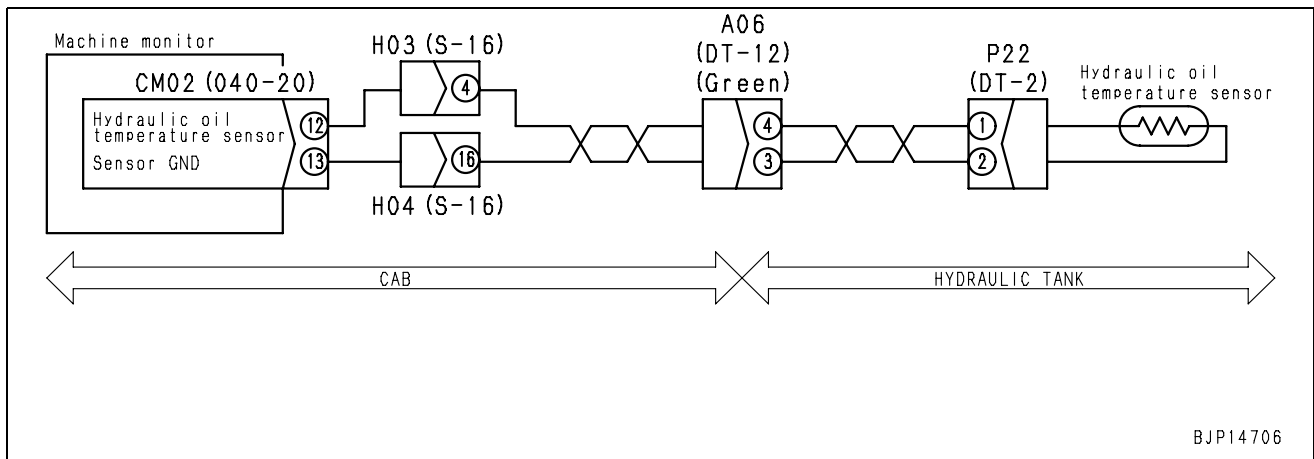 Machine monitor
CM02 (040-20)
Hydraulic oil
temperature sensor
Sensor GND
12
13
H03 (S-16)
4
16
H04 (S-16)
A06
(DT-12)
(Green)
4
3
P22
(DT-2)
1
2
Hydraulic oil
temperature sensor
CAB
HYDRAULIC TANK
BJP14706